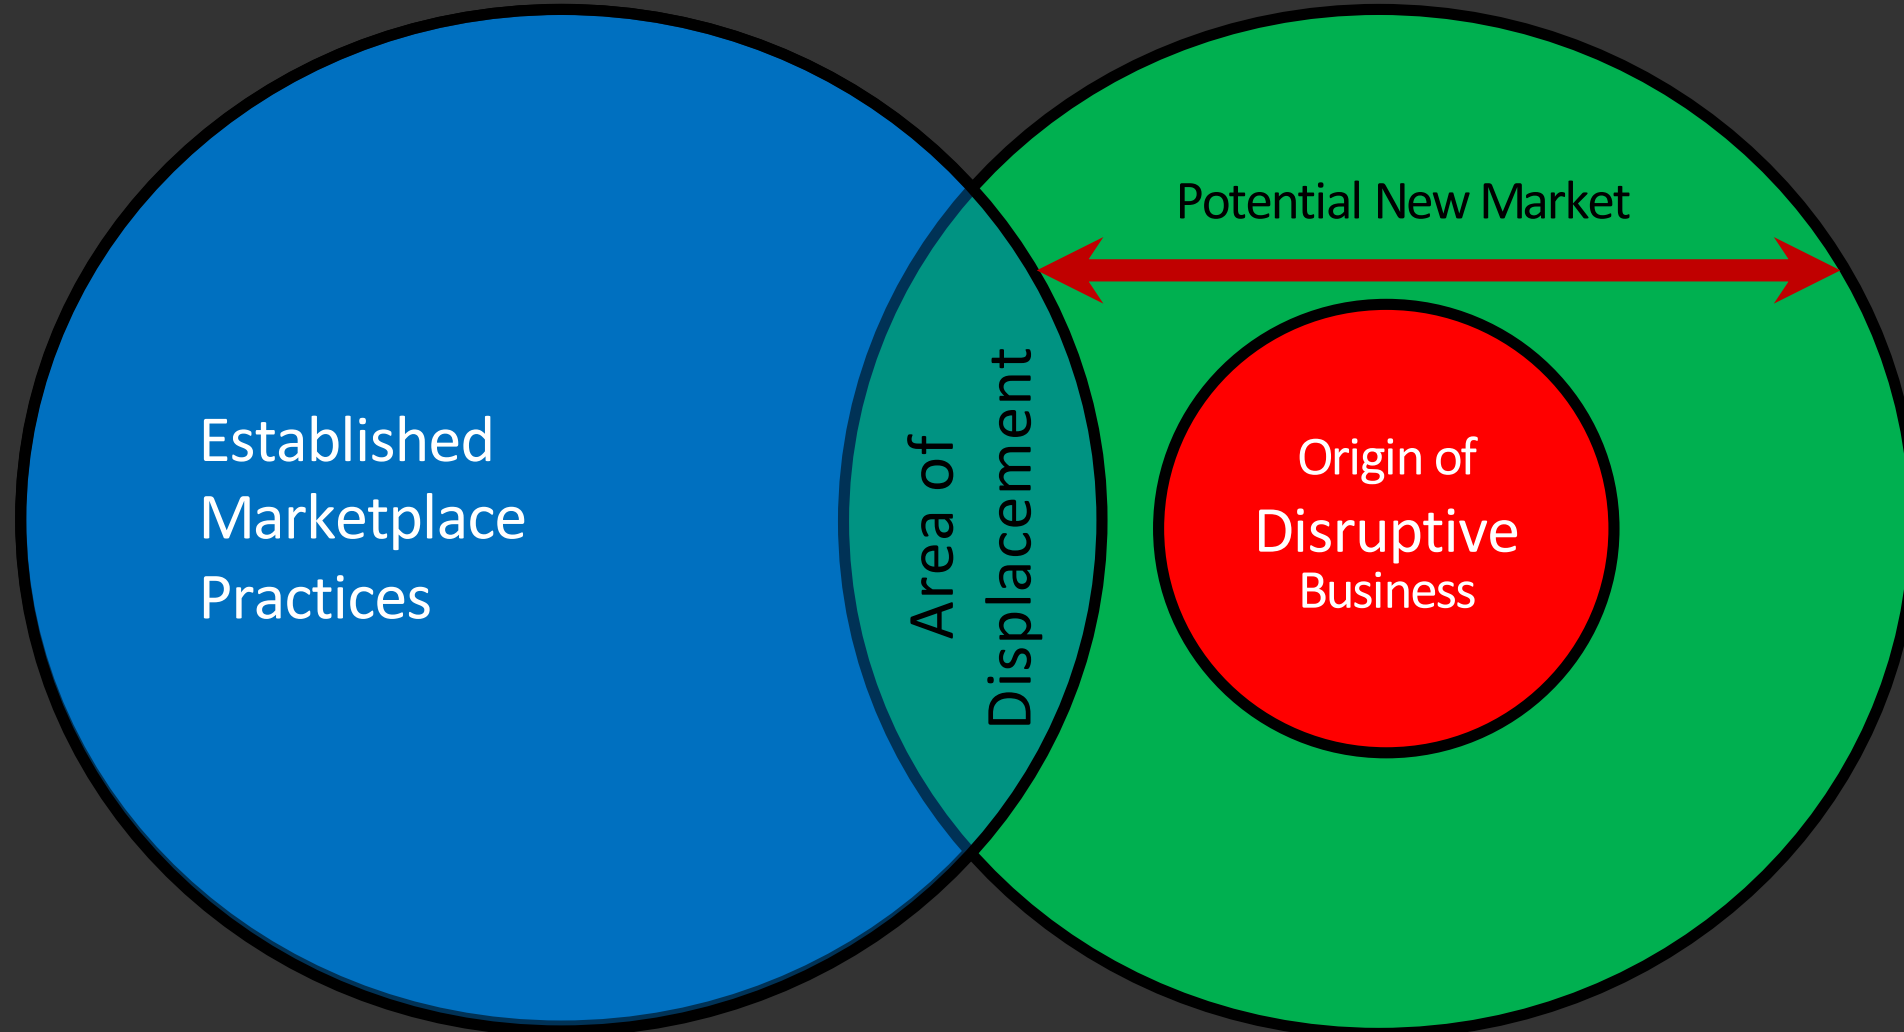 Established
Marketplace
Practices
Area of
Displacement
Potential New Market
Origin of
Disruptive
Business